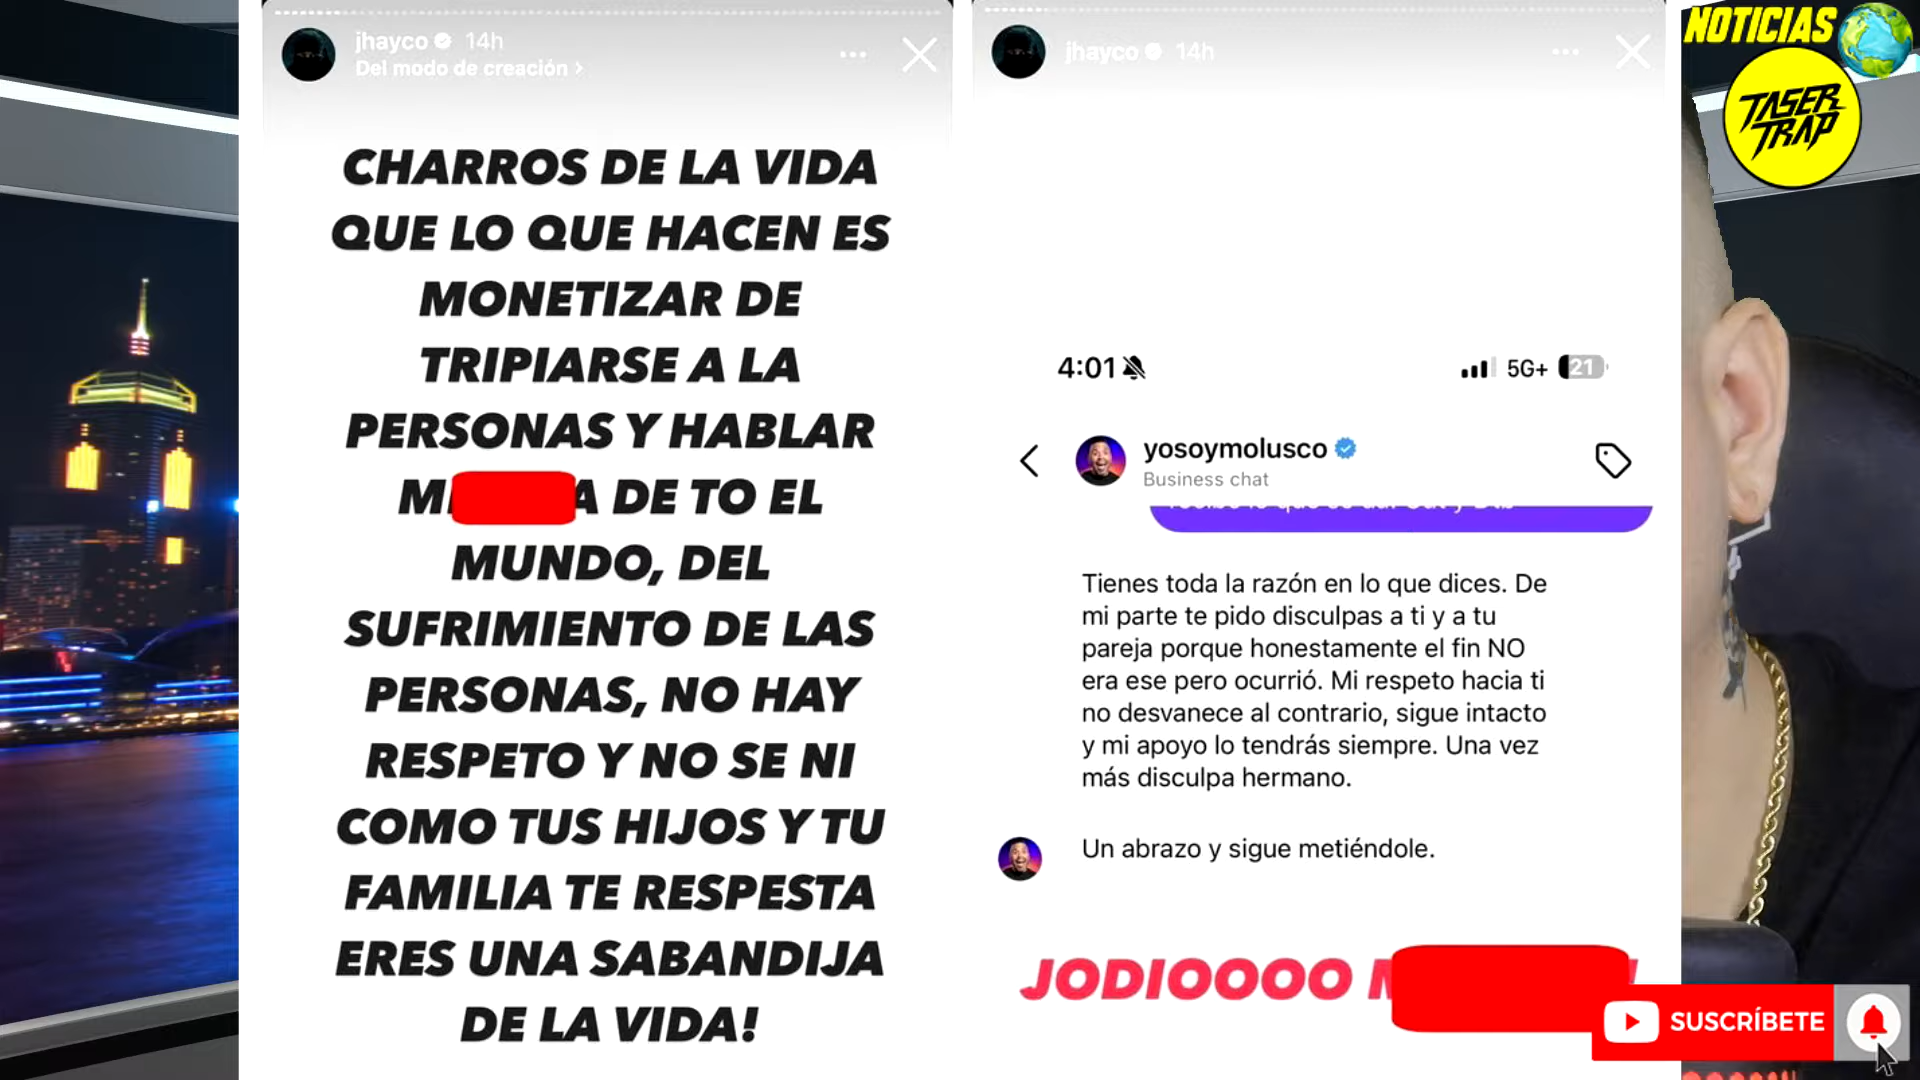 jhayco 14h
Del modo de creación >
CHARROS DE LA VIDA
QUE LO QUE HACEN ES
MONETIZAR DE
TRIPIARSE A LA
PERSONAS Y HABLAR
DE TO EL
MUNDO, DEL
SUFRIMIENTO DE LAS
PERSONAS, NO HAY
RESPETO Y NO SE NI
COMO TUS HIJOS Y TU
FAMILIA TE RESPESTA
ERES UNA SABANDIJA
DE LA VIDA!
jhayco 14h
4:01 5G+ 21
yosoymolusco
Business chat
Tienes toda la razón en lo que dices. De
mi parte te pido disculpas a ti y a tu
pareja porque honestamente el fin NO
era ese pero ocurrió. Mi respeto hacia ti
no desvanece al contrario, sigue intacto
y mi apoyo lo tendrás siempre. Una vez
más disculpa hermano.
Un abrazo y sigue metiéndole.
JODIOOOO
NOTICIAS
TASER
TRAP
SUSCRÍBETE